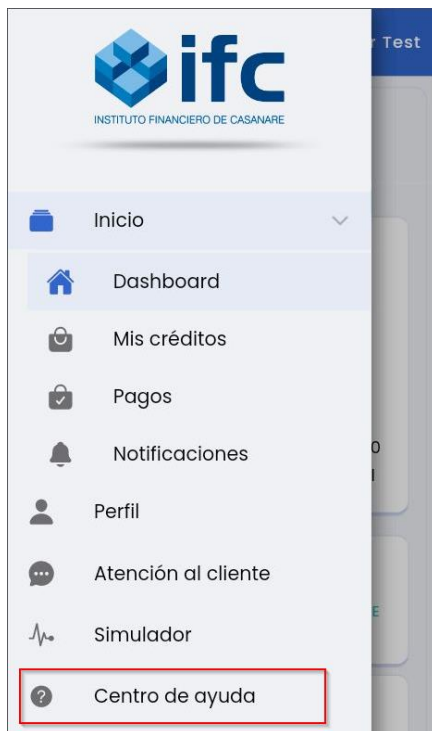 r Test
ifc
INSTITUTO FINANCIERO DE CASANARE
Inicio
Dashboard
Mis créditos
Pagos
Notificaciones
0
Perfil
Atención al cliente
E
Simulador
Centro de ayuda